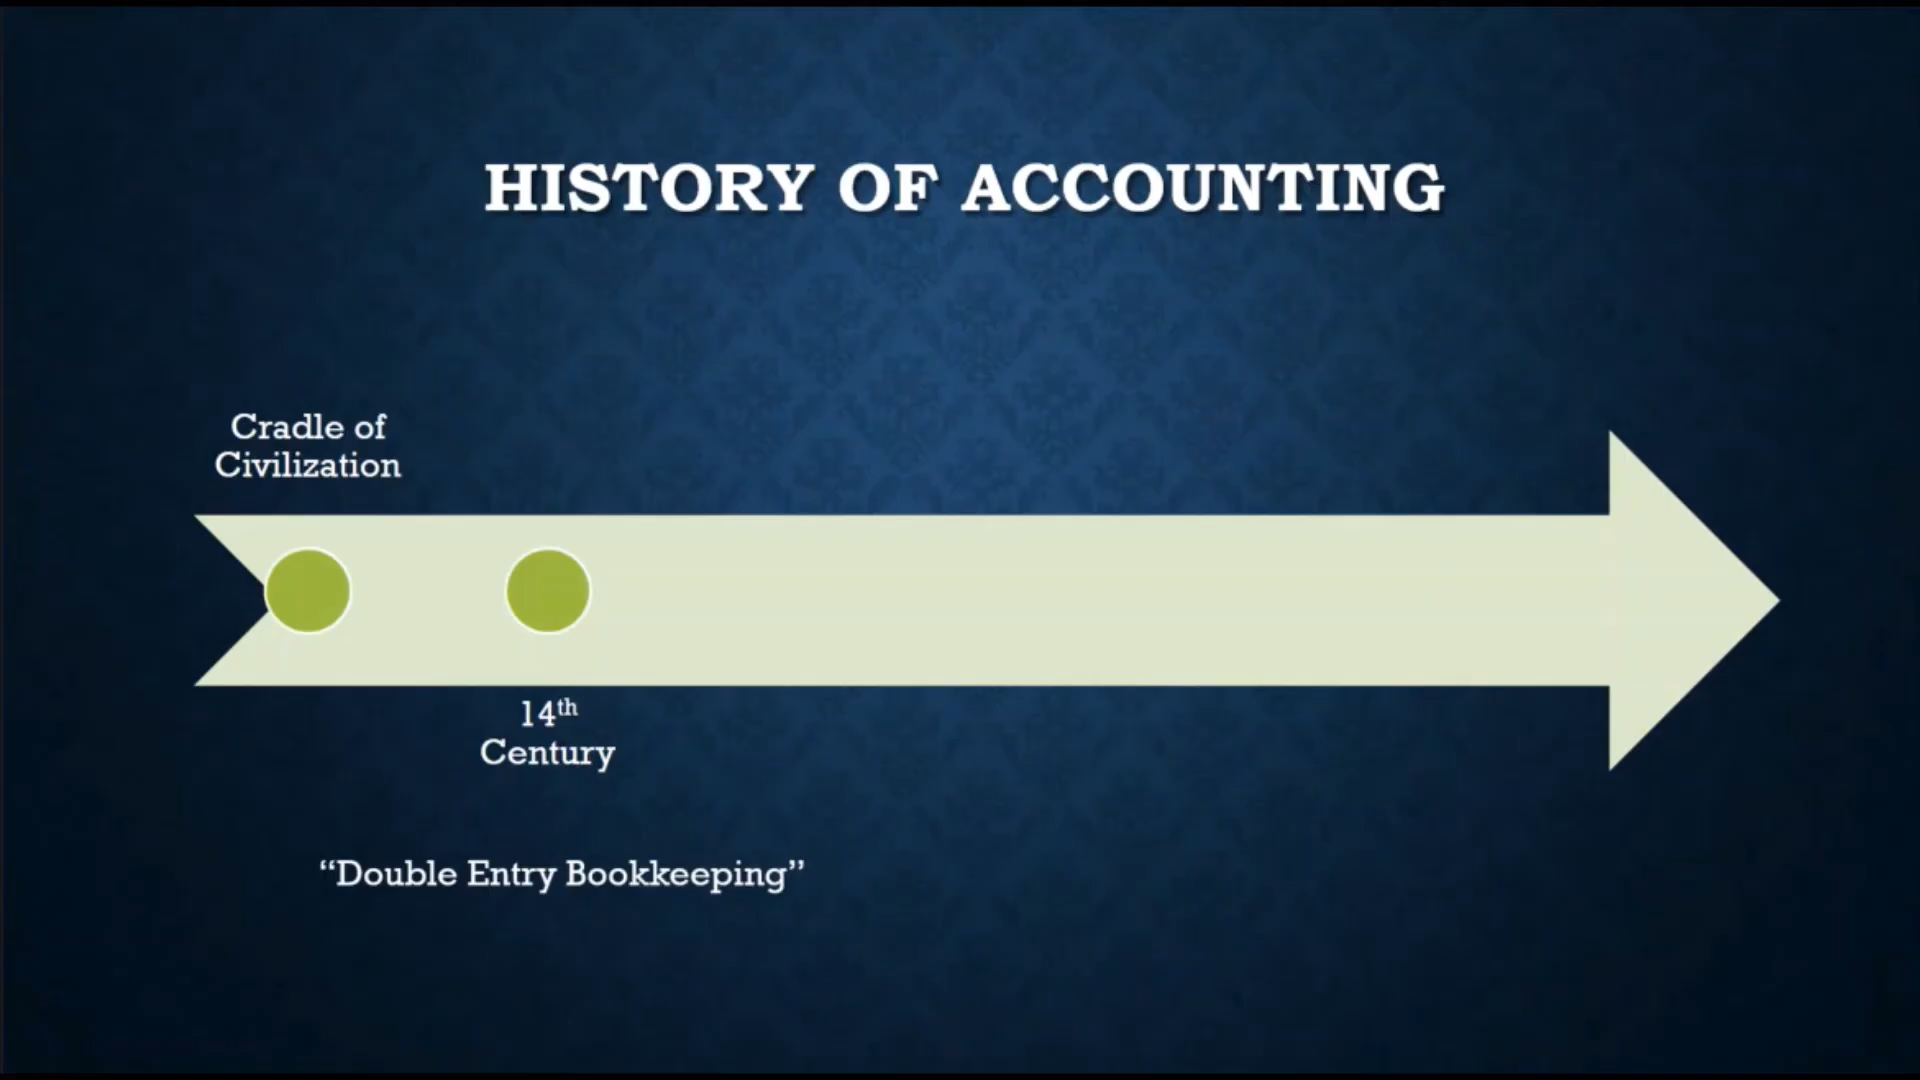 HISTORY OF ACCOUNTING
Cradle of
Civilization
14th
Century
“Double Entry Bookkeeping”